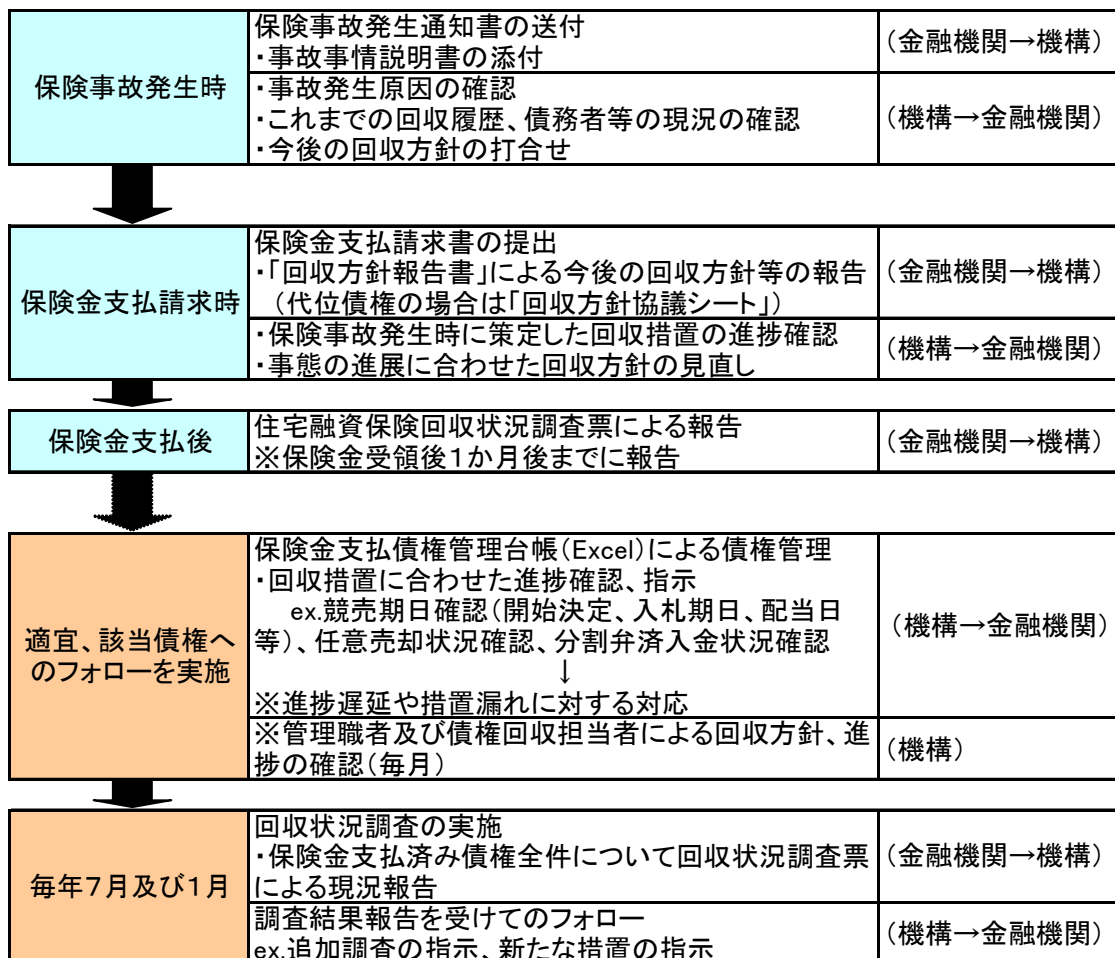 保険事故発生時
保険事故発生通知書の送付
・事故事情説明書の添付
（金融機関→機構）
・事故発生原因の確認
・これまでの回収履歴、債務者等の現況の確認
・今後の回収方針の打合せ
（機構→金融機関）
保険金支払請求時
保険金支払請求書の提出
・「回収方針報告書」による今後の回収方針等の報告
（代位債権の場合は「回収方針協議シート」）
（金融機関→機構）
・保険事故発生時に策定した回収措置の進捗確認
・事態の進展に合わせた回収方針の見直し
（機構→金融機関）
保険金支払後
住宅融資保険回収状況調査票による報告
※保険金受領後１か月後までに報告
（金融機関→機構）
適宜、該当債権へ
のフォローを実施
保険金支払債権管理台帳（Excel）による債権管理
・回収措置に合わせた進捗確認、指示
ex.競売期日確認（開始決定、入札期日、配当日
等）、任意売却状況確認、分割弁済入金状況確認
↓
※進捗遅延や措置漏れに対する対応
（機構→金融機関）
※管理職者及び債権回収担当者による回収方針、進
捗の確認（毎月）
（機構）
毎年７月及び１月
回収状況調査の実施
・保険金支払済み債権全件について回収状況調査票
による現況報告
（金融機関→機構）
調査結果報告を受けてのフォロー
ex.追加調査の指示、新たな措置の指示
（機構→金融機関）